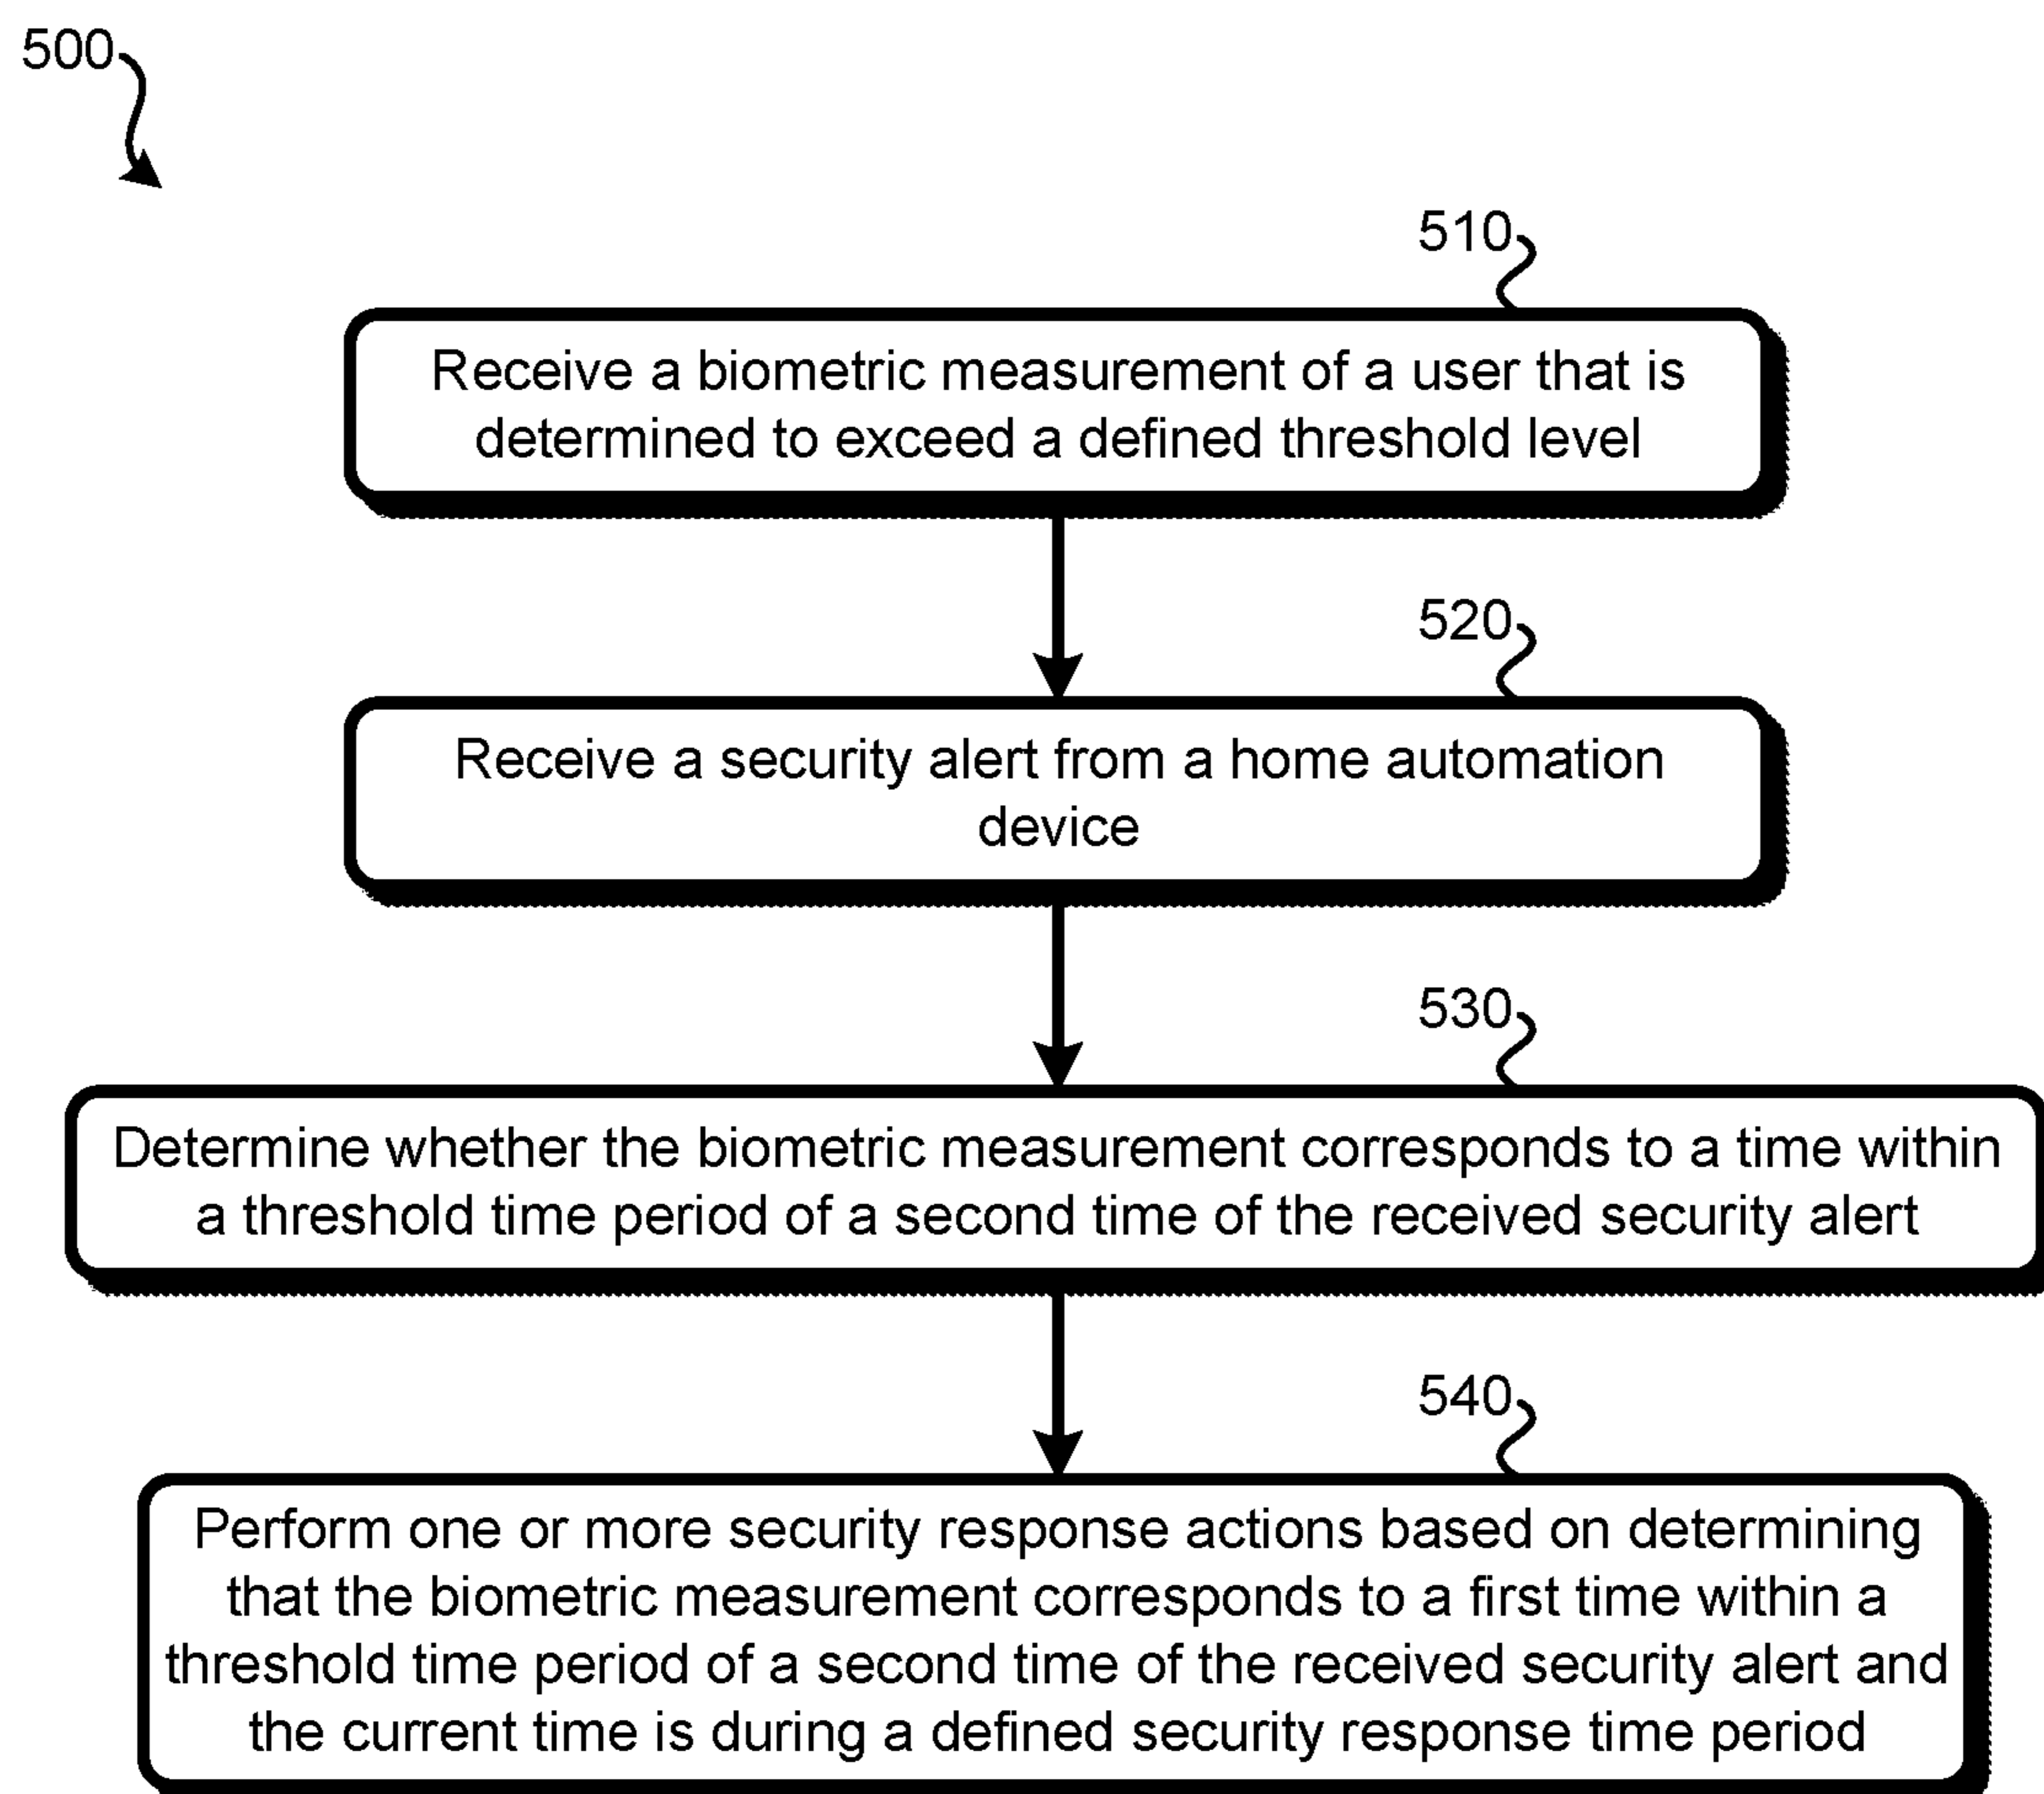 500
510
Receive a biometric measurement of a user that is
determined to exceed a defined threshold level
520
Receive a security alert from a home automation
device
530
Determine whether the biometric measurement corresponds to a time within
a threshold time period of a second time of the received security alert
540
Perform one or more security response actions based on determining
that the biometric measurement corresponds to a first time within a
threshold time period of a second time of the received security alert and
the current time is during a defined security response time period